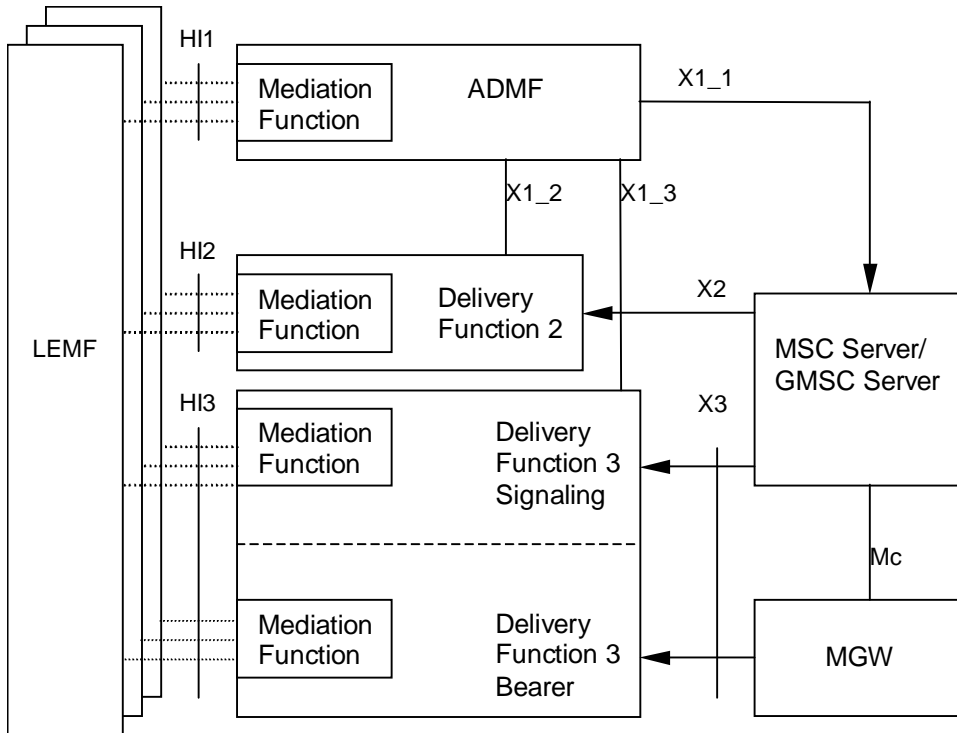 HI1
Mediation
Function
ADMF
X1_1
X1_2
X1_3
HI2
Mediation
Function
Delivery
Function 2
X2
LEMF
MSC Server/
GMSC Server
HI3
Mediation
Function
Delivery
Function 3
Signaling
X3
Mc
Mediation
Function
Delivery
Function 3
Bearer
MGW